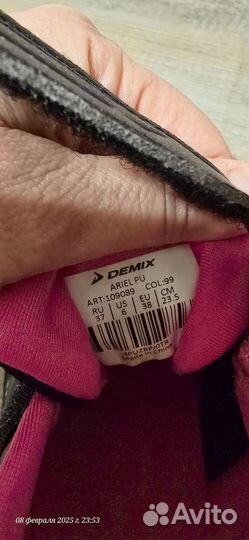 DEMIX
ARIEL PU
ART:109089 COL:99
RU US EU CM
37 6 38 23.5
Made in China
08 февраля 2025 г. 23:53
Avito